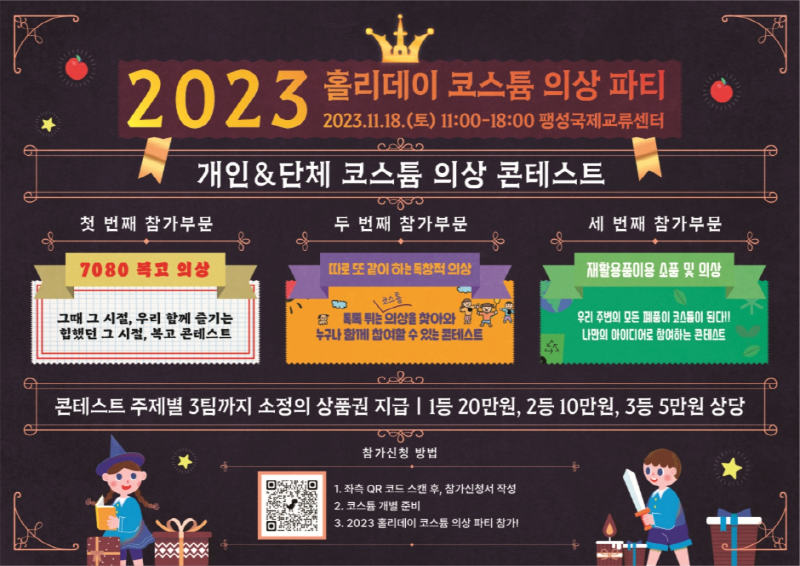 2023 홀리데이 코스튬 의상 파티
2023.11.18.(토) 11:00-18:00 팽성국제교류센터
개인&단체 코스튬 의상 콘테스트
첫 번째 참가부문
7080 복고 의상
그때 그 시절, 우리 함께 즐기는
힙했던 그 시절, 복고 콘테스트
두 번째 참가부문
따로 또 같이 하는 독창적 의상
코스튬
톡톡 튀는 의상을 찾아와
누구나 함께 참여할 수 있는 콘테스트
세 번째 참가부문
재활용품이용 소품 및 의상
우리 주변의 모든 폐품이 코스튬이 된다!!
나만의 아이디어로 참여하는 콘테스트
콘테스트 주제별 3팀까지 소정의 상품권 지급 | 1등 20만원, 2등 10만원, 3등 5만원 상당
참가신청 방법
1. 좌측 QR 코드 스캔 후, 참가신청서 작성
2. 코스튬 개별 준비
3. 2023 홀리데이 코스튬 의상 파티 참가!